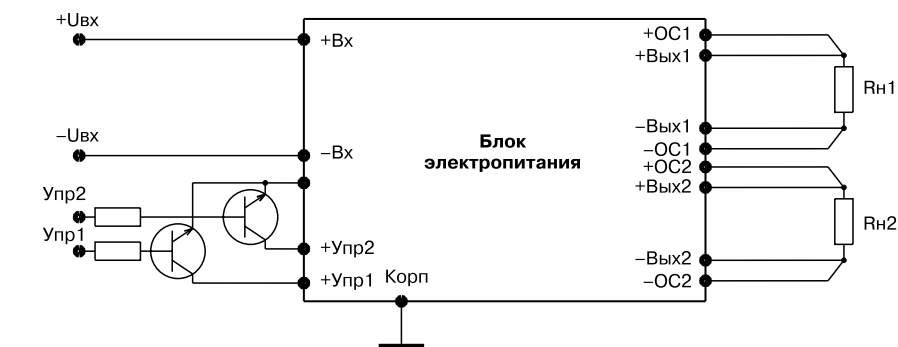 +Uвх
+Вх
−Uвх
−Вх
Упр2
Упр1
+Упр2
+Упр1
Корп
Блок
электропитания
+ОС1
+Вых1
−Вых1
−ОС1
+ОС2
+Вых2
−Вых2
−ОС2
Rн1
Rн2